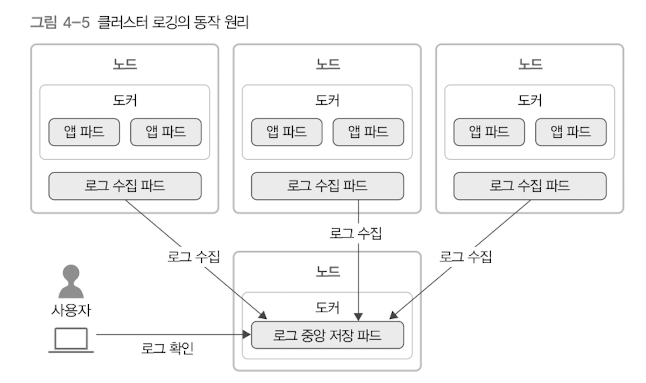 그림 4-5 클러스터 로깅의 동작 원리
노드
노드
노드
도커
도커
도커
앱 파드
앱 파드
앱 파드
앱 파드
앱 파드
앱 파드
로그 수집 파드
로그 수집 파드
로그 수집 파드
로그 수집
로그 수집
로그 수집
노드
도커
로그 중앙 저장 파드
사용자
로그 확인